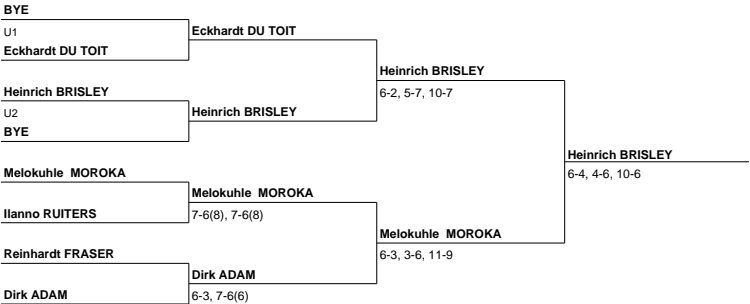 BYE
U1
Eckhardt DU TOIT
Eckhardt DU TOIT
Heinrich BRISLEY
6-2, 5-7, 10-7
Heinrich BRISLEY
U2
BYE
Heinrich BRISLEY
Heinrich BRISLEY
6-4, 4-6, 10-6
Melokuhle MOROKA
Melokuhle MOROKA
7-6(8), 7-6(8)
Ilanno RUITERS
Melokuhle MOROKA
6-3, 3-6, 11-9
Reinhardt FRASER
Dirk ADAM
6-3, 7-6(6)
Dirk ADAM